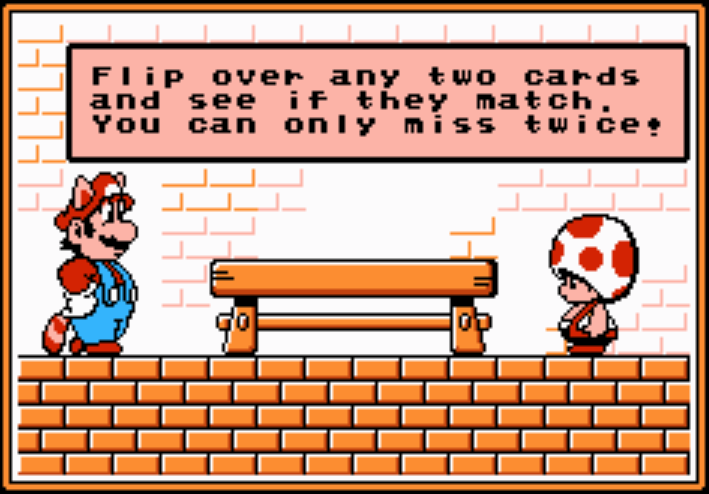 Flip over any two cards
and see if they match.
You can only miss twice!